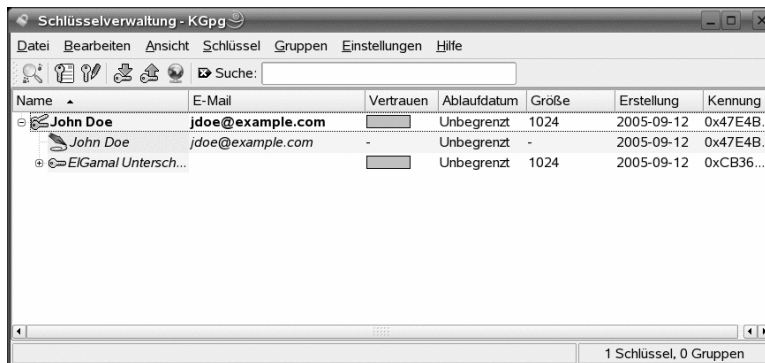 Schlüsselverwaltung - KGpg
Datei Bearbeiten Ansicht Schlüssel Gruppen Einstellungen Hilfe
Suche:
Name E-Mail Vertrauen Ablaufdatum Größe Erstellung Kennung
John Doe jdoe@example.com Unbegrenzt 1024 2005-09-12 0x47E4B.
John Doe jdoe@example.com - Unbegrenzt - 2005-09-12 0x47E4B.
ElGamal Untersch... Unbegrenzt 1024 2005-09-12 0xCB36...
1 Schlüssel, 0 Gruppen